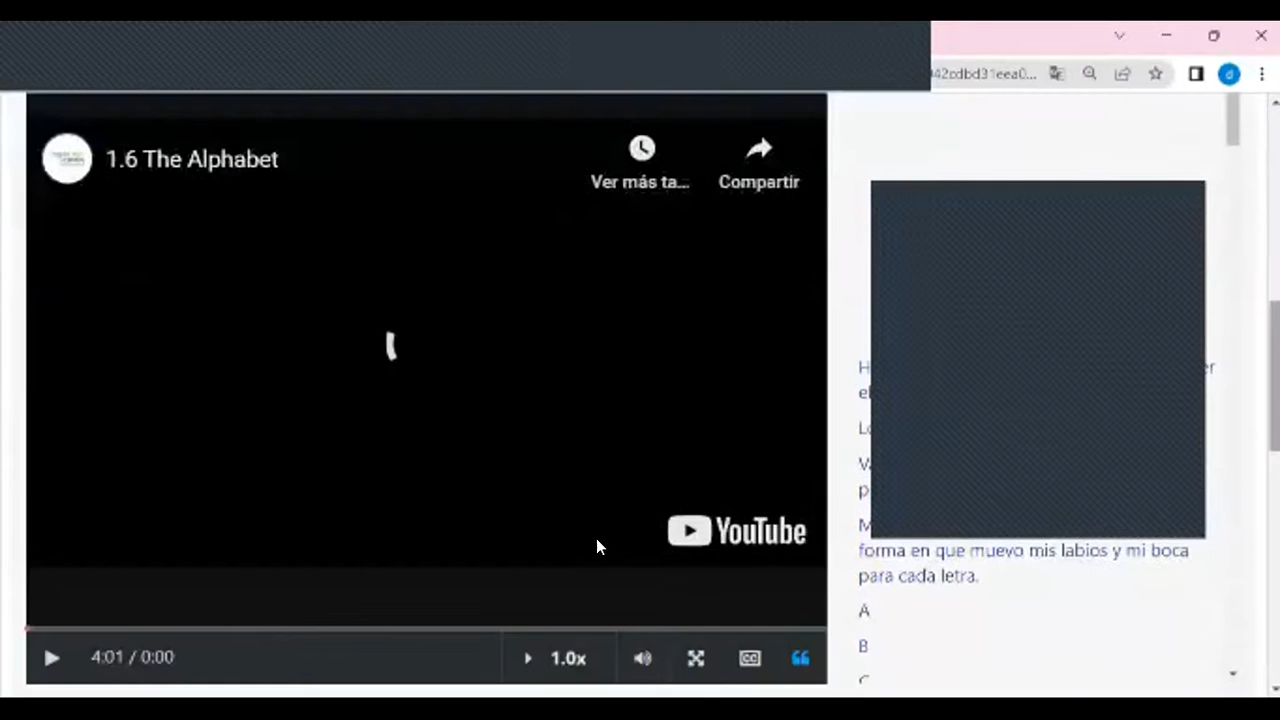 42cdbd31eea0...
d
1.6 The Alphabet
Ver más ta...
Compartir
YouTube
forma en que muevo mis labios y mi boca
para cada letra.
A
B
4:01 / 0:00
1.0x
CC